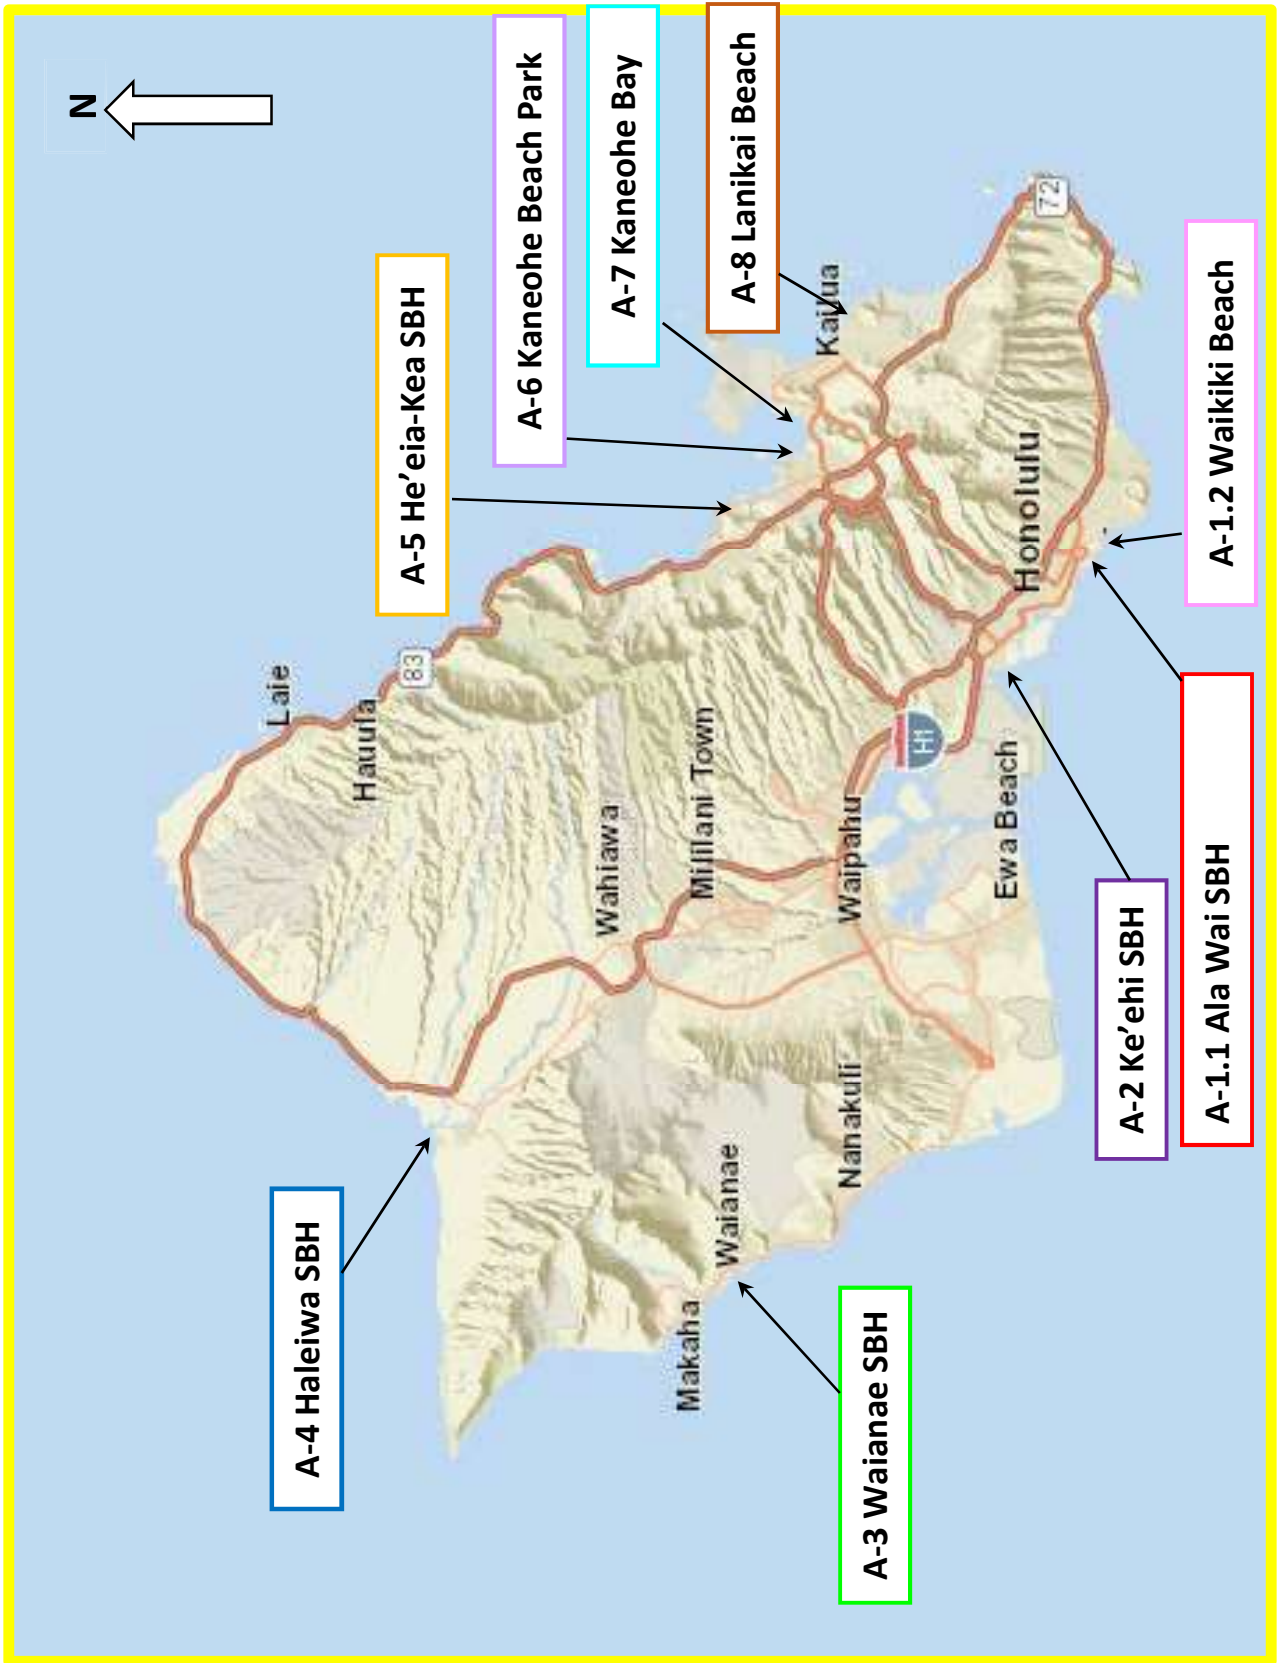 N
A-6 Kaneohe Beach Park
A-7 Kaneohe Bay
A-8 Lanikai Beach
A-5 He’eia-Kea SBH
Kailua
72
A-1.2 Waikiki Beach
Honolulu
Laie
83
Hauula
Wahiawa
Mililani Town
Waipahu
H1
Ewa Beach
A-2 Ke’ehi SBH
A-1.1 Ala Wai SBH
A-4 Haleiwa SBH
Waianae
Nanakuli
Makaha
A-3 Waianae SBH